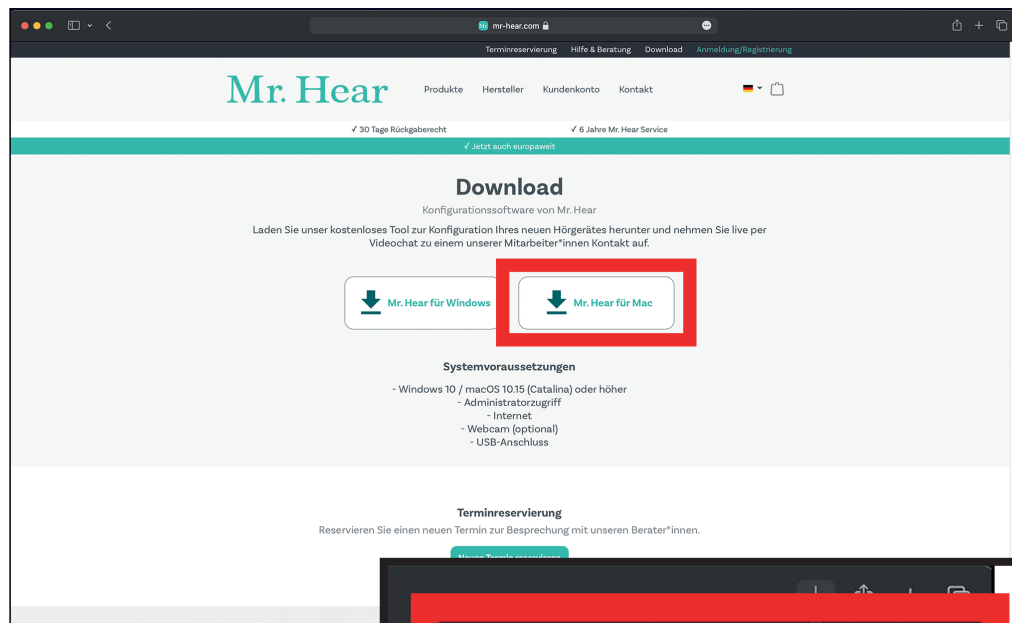 mr-hear.com
Terminreservierung Hilfe & Beratung Download Anmeldung/Registrierung
Mr. Hear
Produkte Hersteller Kundenkonto Kontakt
✓ 30 Tage Rückgaberecht ✓ 6 Jahre Mr. Hear Service
✓ Jetzt auch europaweit
Download
Konfigurationssoftware von Mr. Hear
Laden Sie unser kostenloses Tool zur Konfiguration Ihres neuen Hörgerätes herunter und nehmen Sie live per
Videochat zu einem unserer Mitarbeiter*innen Kontakt auf.
Mr. Hear für Windows Mr. Hear für Mac
Systemvoraussetzungen
- Windows 10 / macOS 10.15 (Catalina) oder höher
- Administratorzugriff
- Internet
- Webcam (optional)
- USB-Anschluss
Terminreservierung
Reservieren Sie einen neuen Termin zur Besprechung mit unseren Berater*innen.
Neuen Termin reservieren